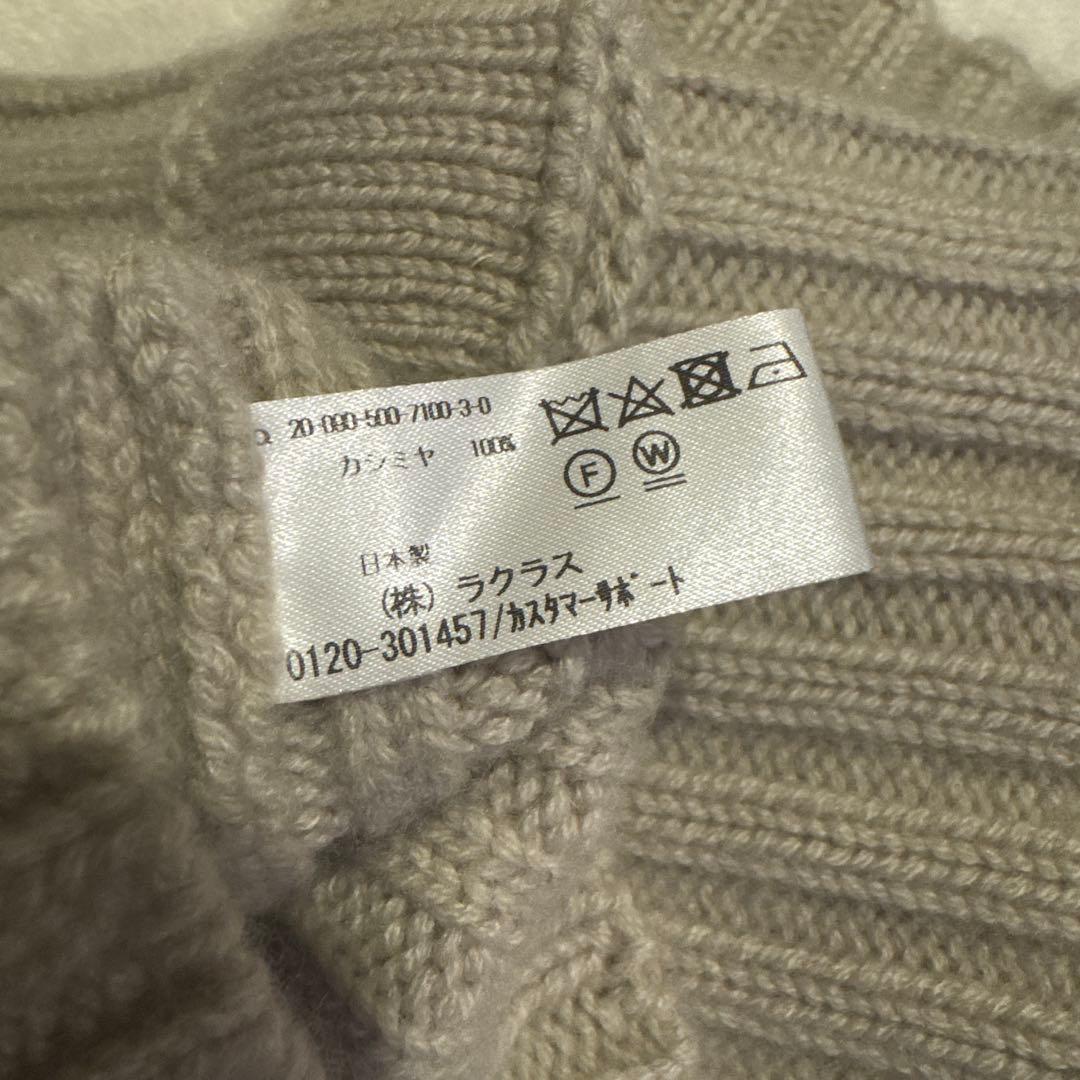 20-090-500-7100-3-0
カシミヤ 100%
F W
日本製
(株) ラクラス
0120-301457/カスタマーサポート